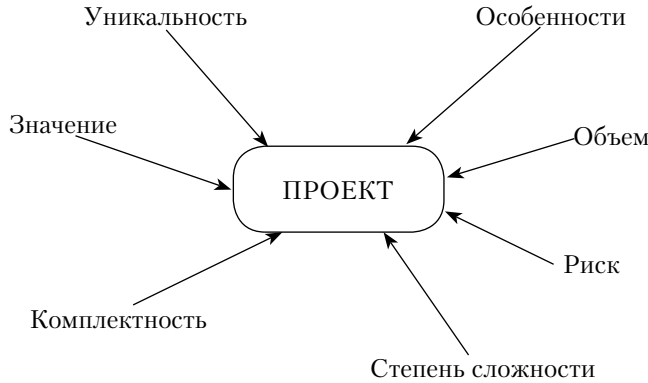 Уникальность
Особенности
Значение
Объем
ПРОЕКТ
Риск
Комплектность
Степень сложности